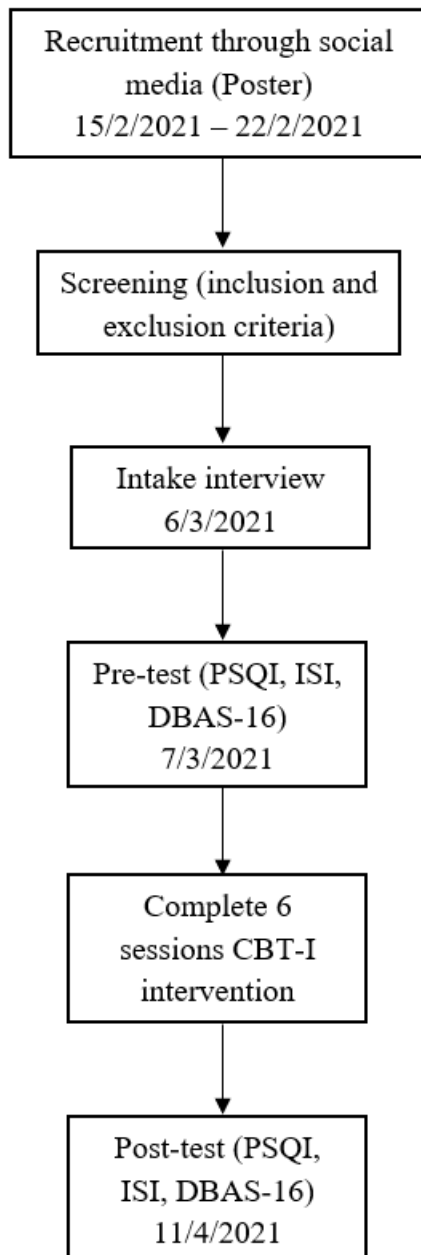 Recruitment through social
media (Poster)
15/2/2021 – 22/2/2021
Screening (inclusion and
exclusion criteria)
Intake interview
6/3/2021
Pre-test (PSQI, ISI,
DBAS-16)
7/3/2021
Complete 6
sessions CBT-I
intervention
Post-test (PSQI,
ISI, DBAS-16)
11/4/2021